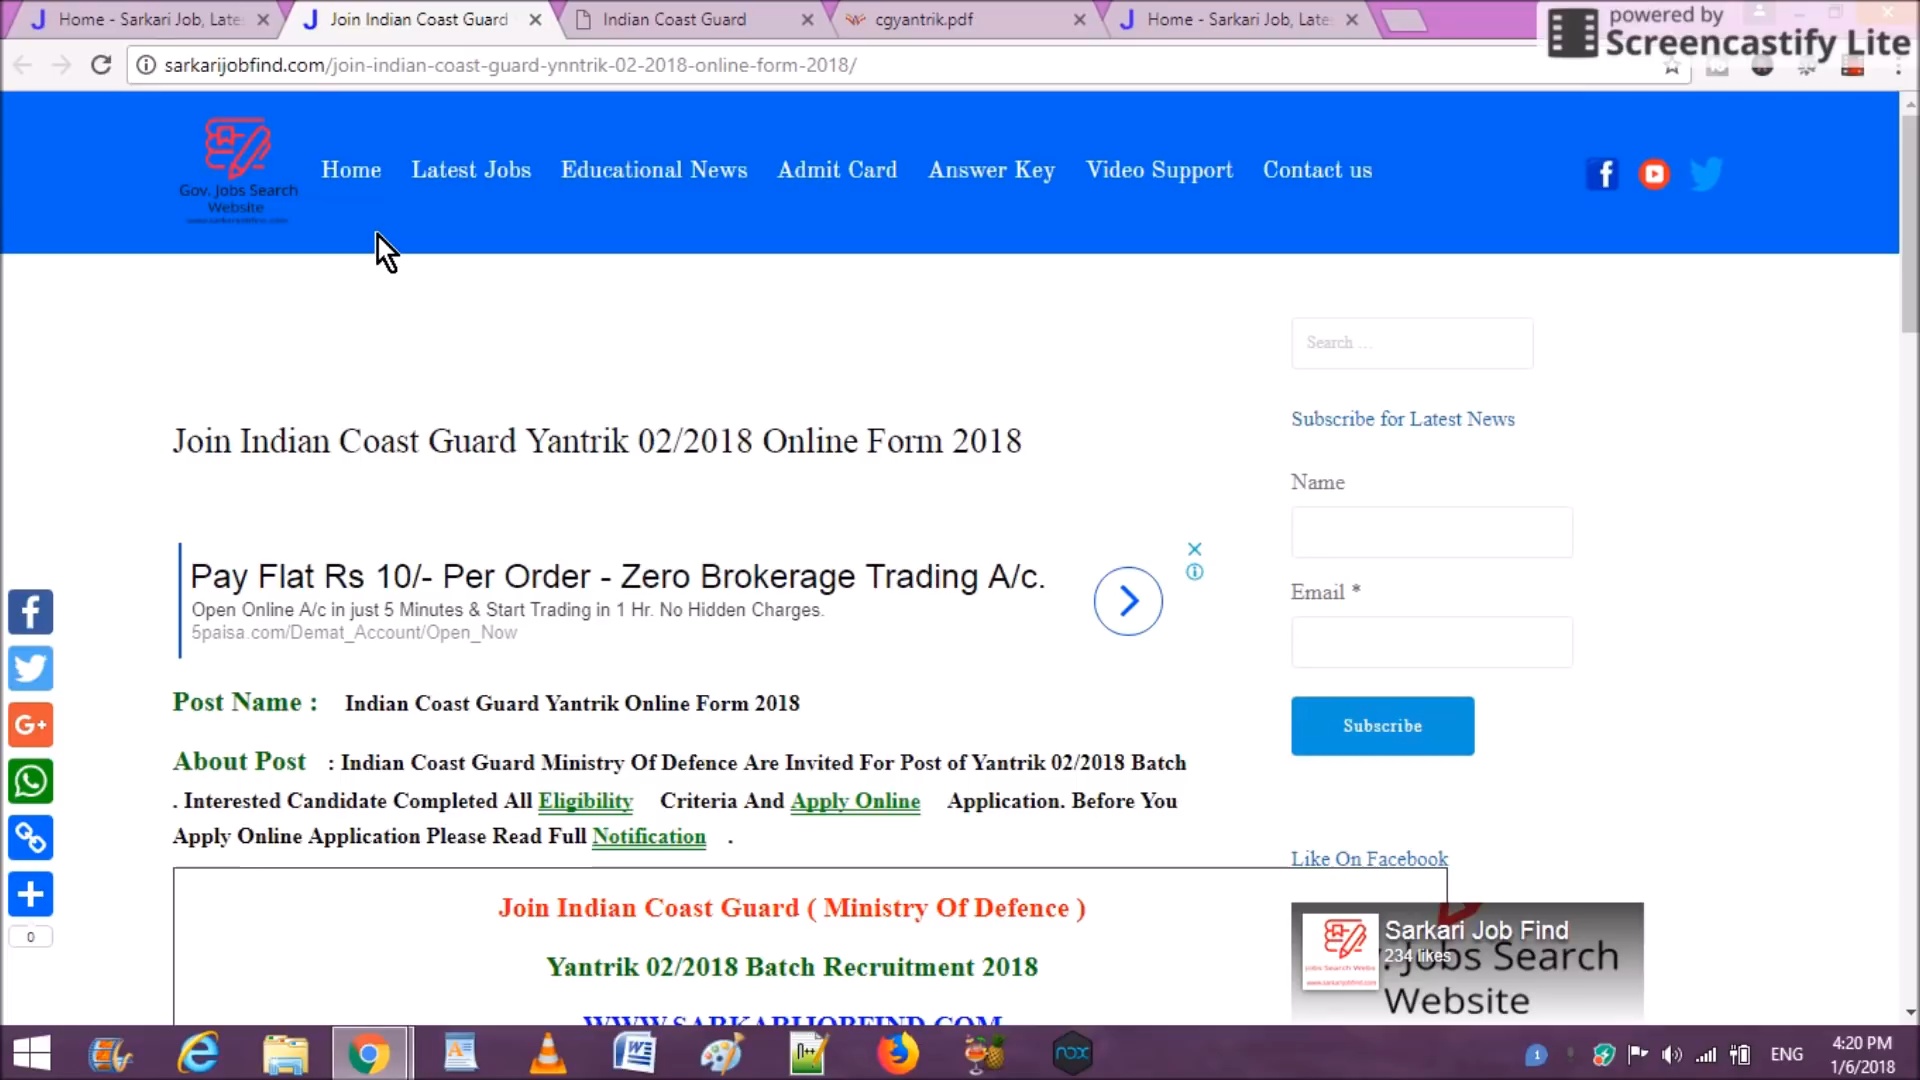 Home - Sarkari Job, Late
Join Indian Coast Guard
Indian Coast Guard
cgyantrik.pdf
Home - Sarkari Job, Late
powered by
Screencastify Lite
sarkarijobfind.com/join-indian-coast-guard-ynntrik-02-2018-online-form-2018/
Gov. Jobs Search
Website
Home
Latest Jobs
Educational News
Admit Card
Answer Key
Video Support
Contact us
Search ...
Subscribe for Latest News
Join Indian Coast Guard Yantrik 02/2018 Online Form 2018
Name
Pay Flat Rs 10/- Per Order - Zero Brokerage Trading A/c.
Open Online A/c in just 5 Minutes & Start Trading in 1 Hr. No Hidden Charges.
5paisa.com/Demat_Account/Open_Now
Email *
Subscribe
Post Name : Indian Coast Guard Yantrik Online Form 2018
About Post : Indian Coast Guard Ministry Of Defence Are Invited For Post of Yantrik 02/2018 Batch
. Interested Candidate Completed All Eligibility Criteria And Apply Online Application. Before You
Apply Online Application Please Read Full Notification .
Like On Facebook
Join Indian Coast Guard ( Ministry Of Defence )
Yantrik 02/2018 Batch Recruitment 2018
WWW.SARKARIJOBFIND.COM
Sarkari Job Find
234 likes
. Jobs Search
Website
G+
0
nox
1
ENG
4:20 PM
1/6/2018